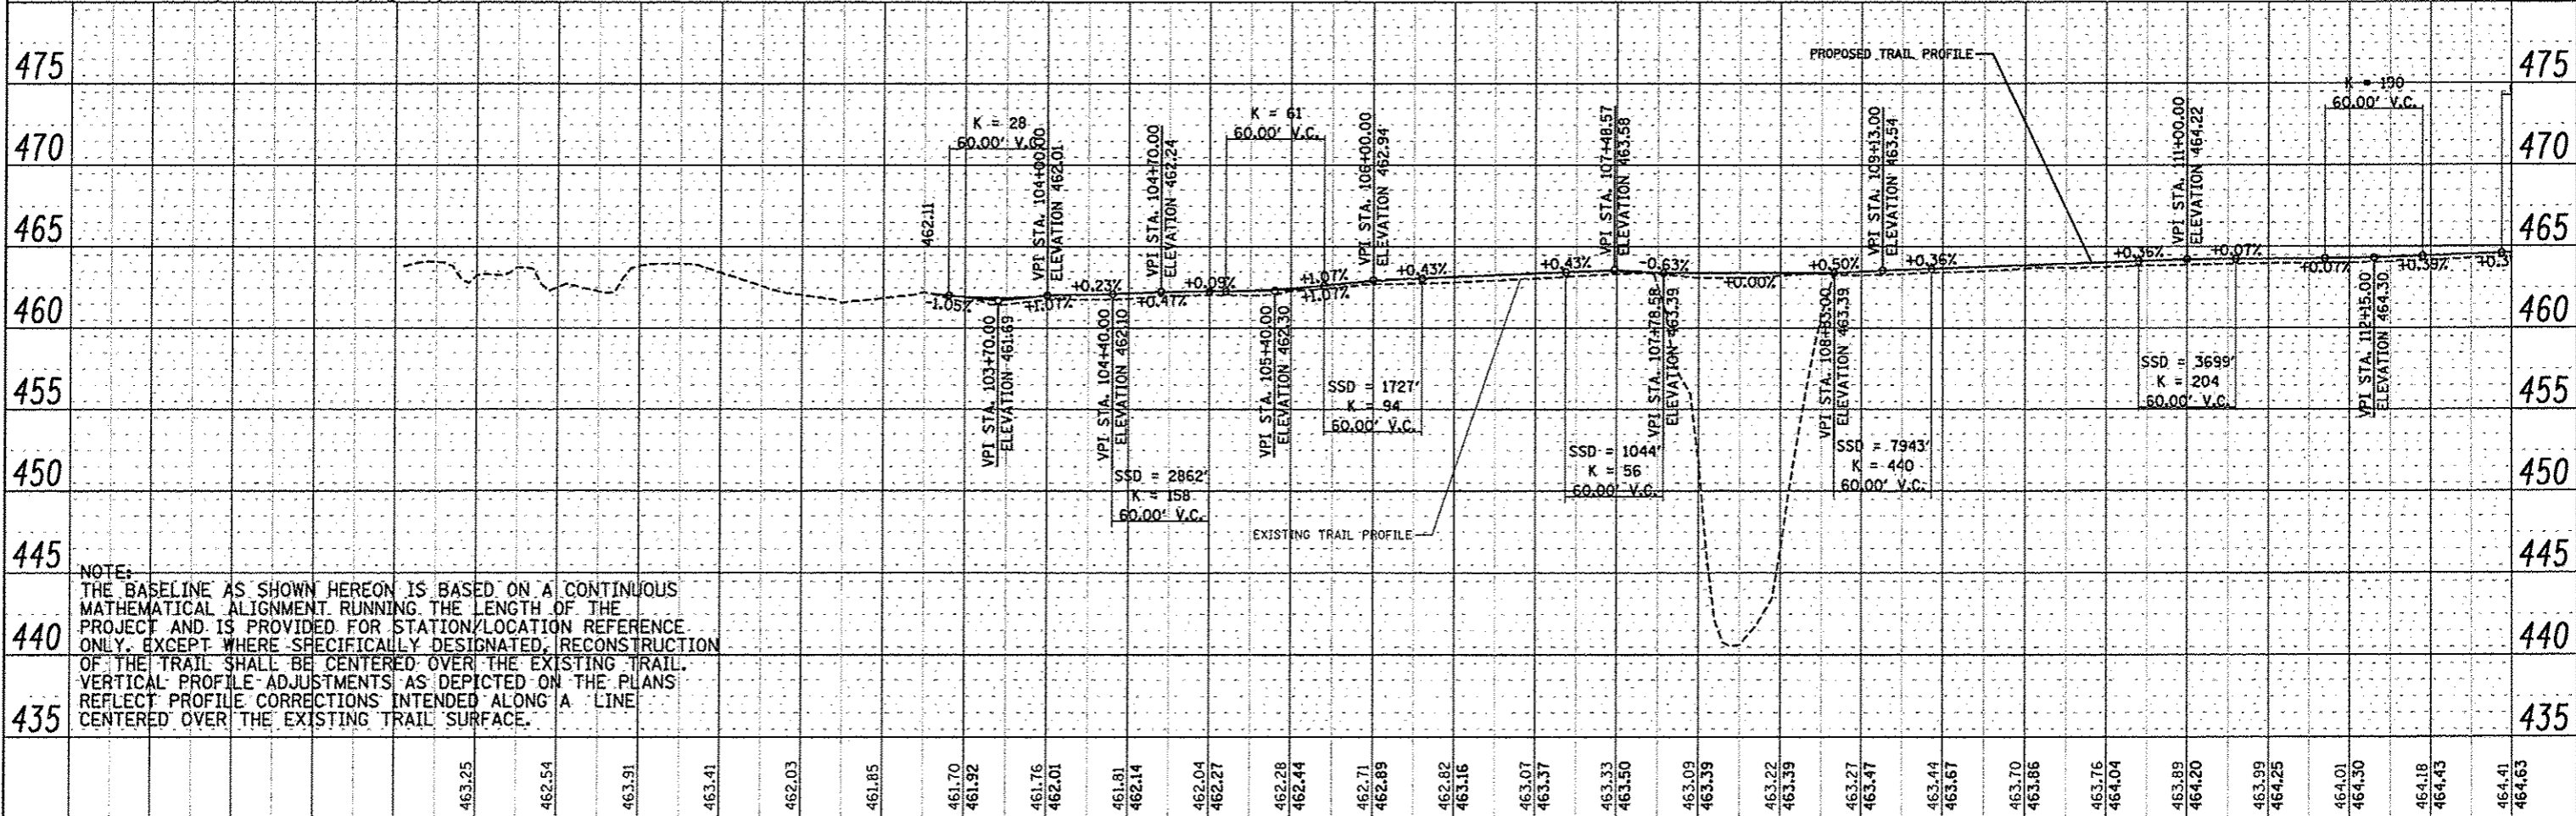 475
470
465
460
455
450
445
440
435
475
470
465
460
455
450
445
440
435
462.11
K = 28
60.00' V.C.
VPI STA. 104+00.00
ELEVATION 462.01
VPI STA. 104+70.00
ELEVATION 462.24
K = 61
60.00' V.C.
VPI STA. 106+00.00
ELEVATION 462.94
VPI STA. 107+48.57
ELEVATION 463.58
VPI STA. 109+13.00
ELEVATION 463.54
PROPOSED TRAIL PROFILE
VPI STA. 111+00.00
ELEVATION 464.22
K = 190
60.00' V.C.
-1.05%
+1.07%
+0.23%
+0.47%
+0.09%
+1.07%
+1.07%
+0.43%
+0.43%
-0.63%
+0.00%
+0.50%
+0.36%
+0.36%
+0.07%
+0.07%
+0.39%
+0.3
VPI STA. 103+70.00
ELEVATION 461.69
VPI STA. 104+40.00
ELEVATION 462.10
SSD = 2862'
K = 158
60.00' V.C.
VPI STA. 105+40.00
ELEVATION 462.30
SSD = 1727'
K = 94
60.00' V.C.
EXISTING TRAIL PROFILE
SSD = 1044'
K = 56
60.00' V.C.
VPI STA. 107+78.58
ELEVATION 463.39
VPI STA. 108+83.00
ELEVATION 463.39
SSD = 7943'
K = 440
60.00' V.C.
SSD = 3699'
K = 204
60.00' V.C.
VPI STA. 112+15.00
ELEVATION 464.30
NOTE:
THE BASELINE AS SHOWN HEREON IS BASED ON A CONTINUOUS
MATHEMATICAL ALIGNMENT RUNNING THE LENGTH OF THE
PROJECT AND IS PROVIDED FOR STATION/LOCATION REFERENCE
ONLY. EXCEPT WHERE SPECIFICALLY DESIGNATED, RECONSTRUCTION
OF THE TRAIL SHALL BE CENTERED OVER THE EXISTING TRAIL.
VERTICAL PROFILE ADJUSTMENTS AS DEPICTED ON THE PLANS
REFLECT PROFILE CORRECTIONS INTENDED ALONG A LINE
CENTERED OVER THE EXISTING TRAIL SURFACE.
463.25
462.54
463.91
463.41
462.03
461.85
461.70
461.92
461.76
462.01
461.81
462.14
462.04
462.27
462.28
462.44
462.71
462.89
462.82
463.16
463.07
463.37
463.33
463.50
463.09
463.39
463.22
463.39
463.27
463.47
463.44
463.67
463.70
463.86
463.76
464.04
463.89
464.20
463.99
464.25
464.01
464.30
464.18
464.43
464.41
464.63